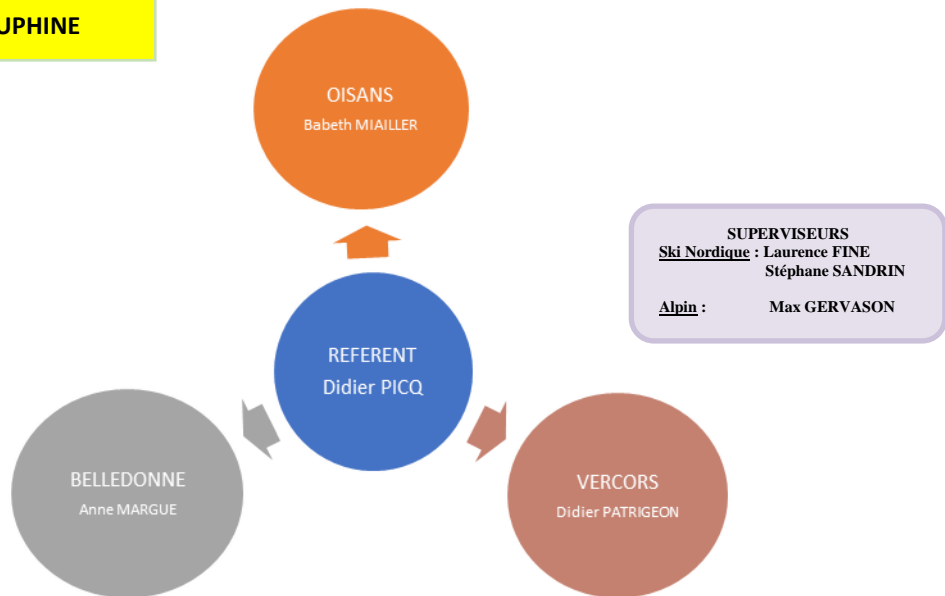 UPHINE
OISANS
Babeth MIAILLER
SUPERVISEURS
Ski Nordique : Laurence FINE
Stéphane SANDRIN
Alpin : Max GERVASON
REFERENT
Didier PICQ
BELLEDONNE
Anne MARGUE
VERCORS
Didier PATRIGEON